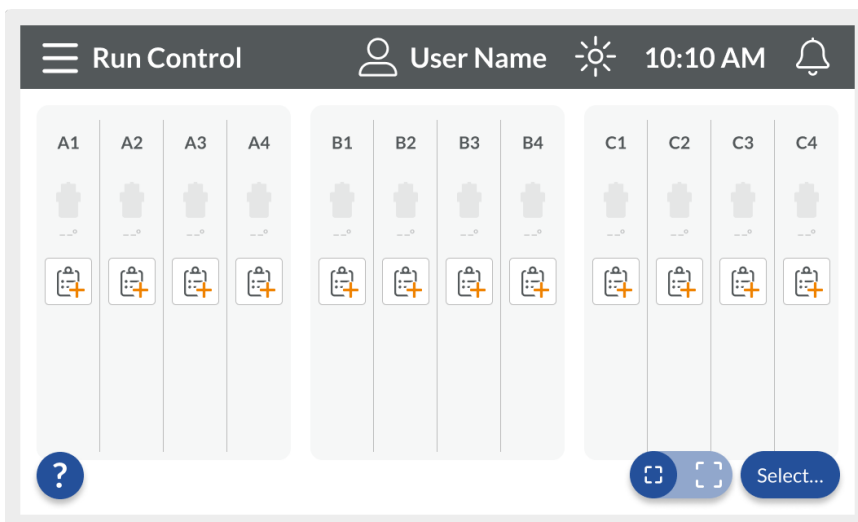 Run Control User Name 10:10 AM
A1 A2 A3 A4 B1 B2 B3 B4 C1 C2 C3 C4
--° --° --° --° --° --° --° --° --° --° --° --°
? Select...